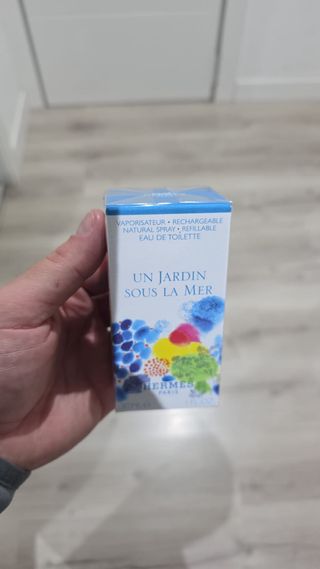 VAPORISATEUR • RECHARGEABLE
NATURAL SPRAY • REFILLABLE
EAU DE TOILETTE
UN JARDIN
SOUS LA MER
HERMÈS
PARIS